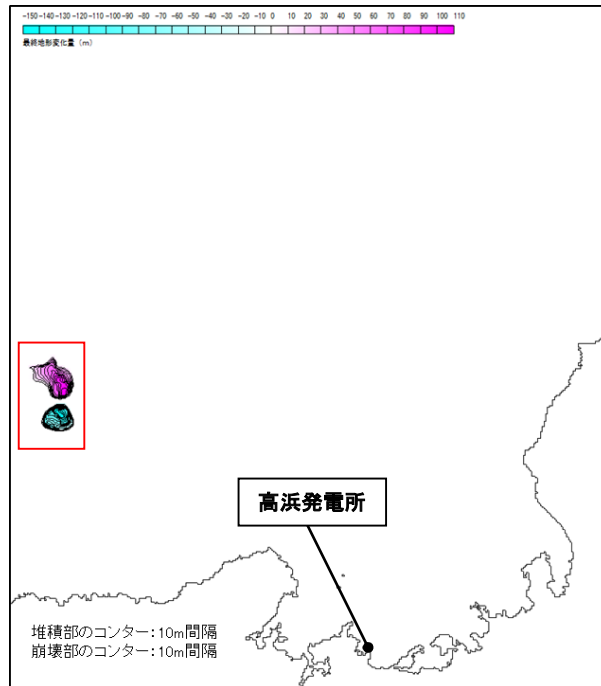 -150 -140 -130 -120 -110 -100 -90 -80 -70 -60 -50 -40 -30 -20 -10 0 10 20 30 40 50 60 70 80 90 100 110
最終地形変化量（m）
高浜発電所
堆積部のコンター：10m間隔
崩壊部のコンター：10m間隔